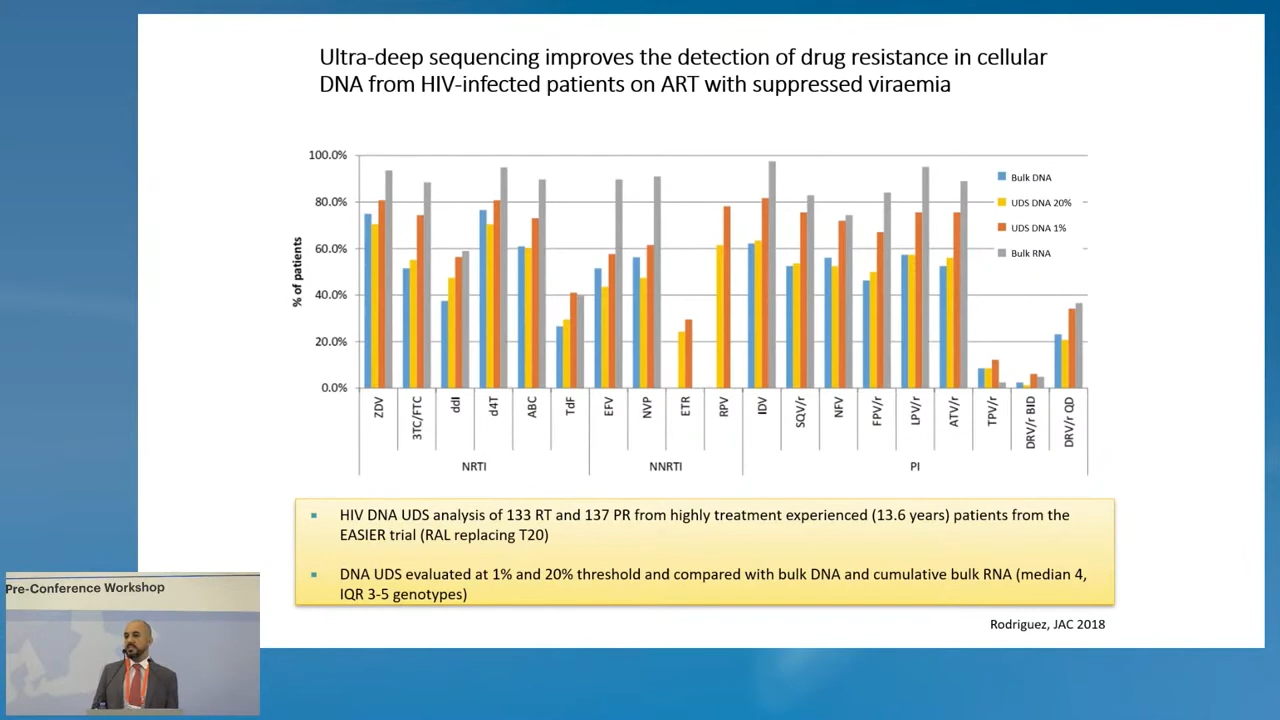 Ultra-deep sequencing improves the detection of drug resistance in cellular
DNA from HIV-infected patients on ART with suppressed viraemia
% of patients
100.0%
80.0%
60.0%
40.0%
20.0%
0.0%
Bulk DNA
UDS DNA 20%
UDS DNA 1%
Bulk RNA
ZDV
3TC/FTC
ddI
d4T
ABC
TdF
EFV
NVP
ETR
RPV
IDV
SQV/r
NFV
FPV/r
LPV/r
ATV/r
TPV/r
DRV/r BID
DRV/r QD
NRTI
NNRTI
PI
▪ HIV DNA UDS analysis of 133 RT and 137 PR from highly treatment experienced (13.6 years) patients from the
EASIER trial (RAL replacing T20)
▪ DNA UDS evaluated at 1% and 20% threshold and compared with bulk DNA and cumulative bulk RNA (median 4,
IQR 3-5 genotypes)
Rodriguez, JAC 2018
Pre-Conference Workshop